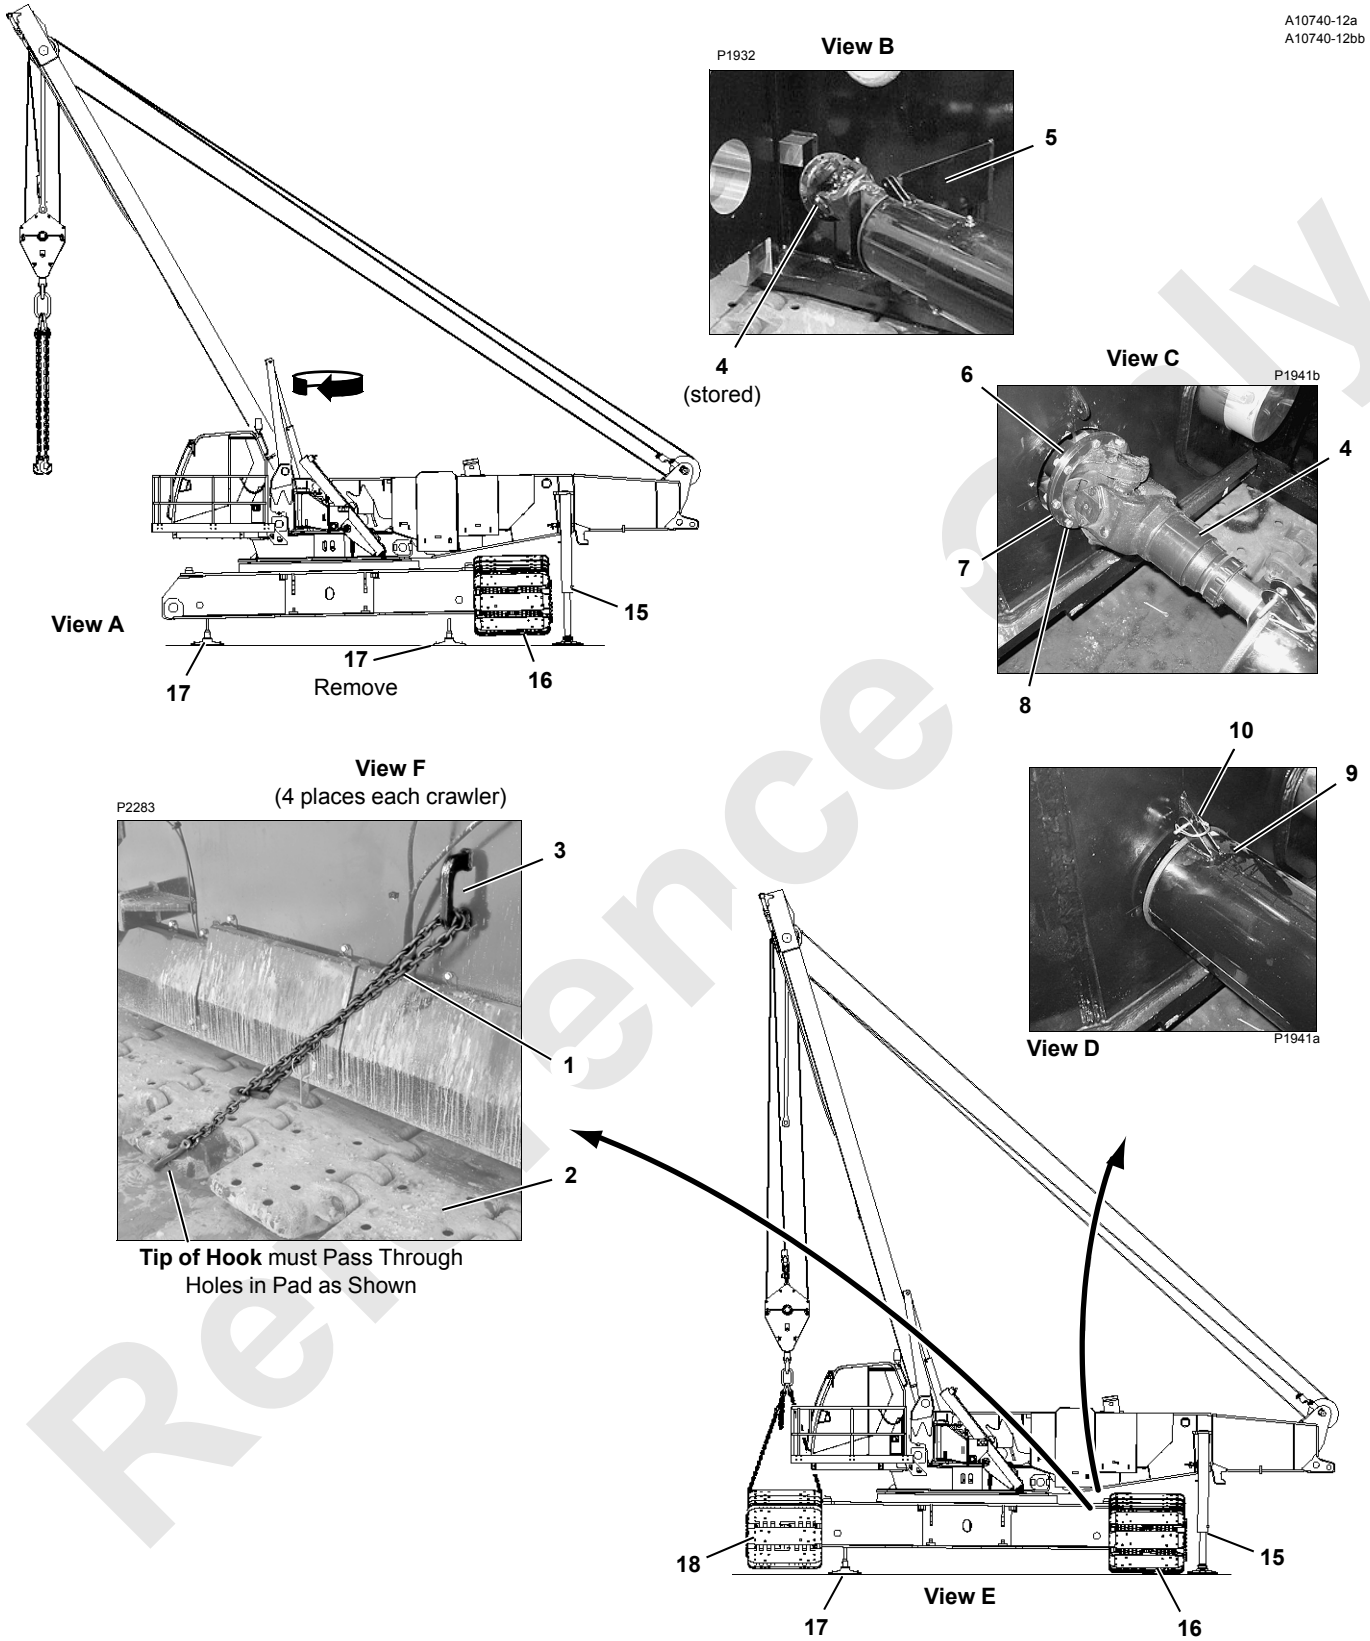 A10740-12a
A10740-12bb
View B
P1932
5
4
(stored)
View C
P1941b
6
4
7
8
View A
15
17
17
Remove
16
10
9
View D
P1941a
View F
(4 places each crawler)
P2283
3
1
2
Tip of Hook must Pass Through
Holes in Pad as Shown
18
17
View E
15
16
Reference Only